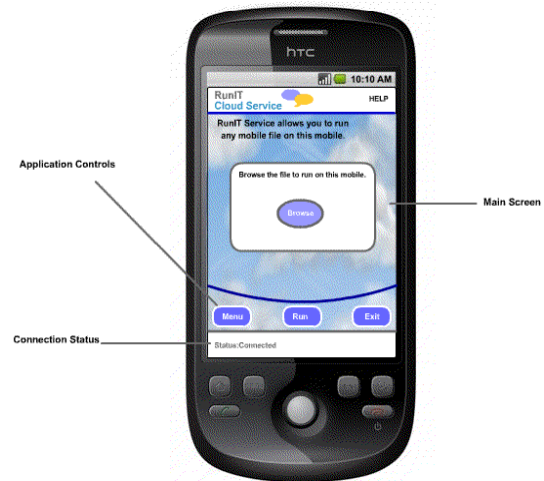 hTC
10:10 AM
RunIT
Cloud Service
HELP
RunIT Service allows you to run
any mobile file on this mobile.
Application Controls
Browse the file to run on this mobile.
Browse
Main Screen
Menu
Run
Exit
Connection Status
Status:Connected